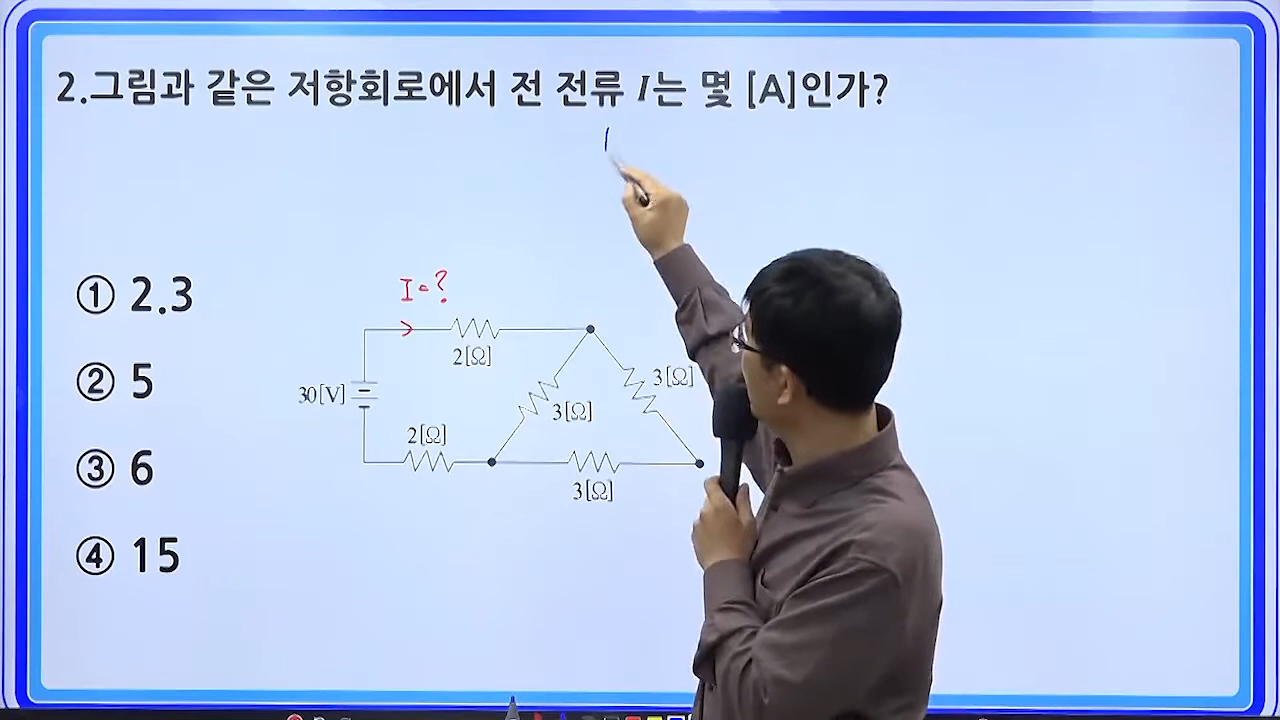 2.그림과 같은 저항회로에서 전 전류 I는 몇 [A]인가?
① 2.3
② 5
③ 6
④ 15
I=?
2[Ω]
30[V]
3[Ω]
3[Ω]
2[Ω]
3[Ω]